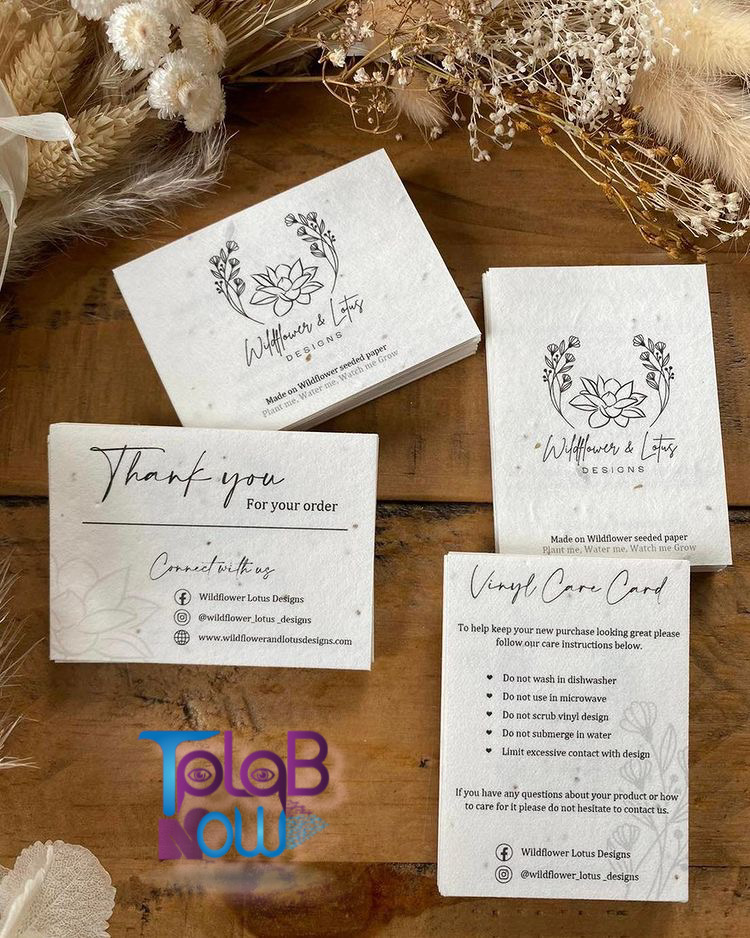 Wildflower & Lotus
DESIGNS
Made on Wildflower seeded paper
Plant me, Water me, Watch me Grow
Wildflower & Lotus
DESIGNS
Made on Wildflower seeded paper
Plant me, Water me, Watch me Grow
Thank you
For your order
Connect with us
Wildflower Lotus Designs
@wildflower_lotus _designs
www.wildflowerandlotusdesigns.com
Vinyl Care Card
To help keep your new purchase looking great please
follow our care instructions below.
Do not wash in dishwasher
Do not use in microwave
Do not scrub vinyl design
Do not submerge in water
Limit excessive contact with design
If you have any questions about your product or how
to care for it please do not hesitate to contact us.
Wildflower Lotus Designs
@wildflower_lotus _designs
TolaB
NOW